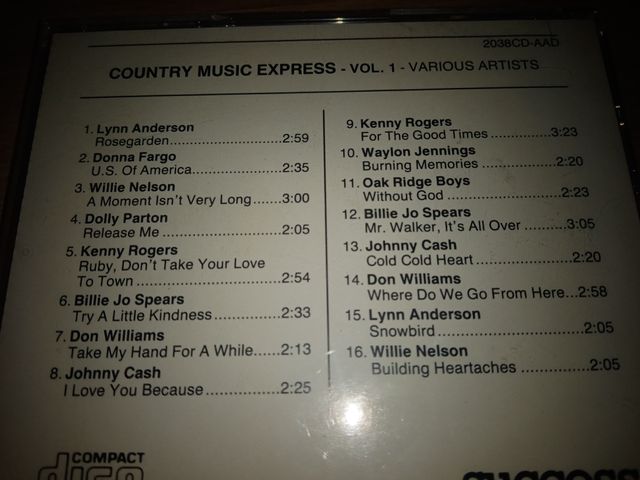 2038CD-AAD
COUNTRY MUSIC EXPRESS - VOL. 1 - VARIOUS ARTISTS
1. Lynn Anderson
Rosegarden.......................2:59
2. Donna Fargo
U.S. Of America...................2:35
3. Willie Nelson
A Moment Isn't Very Long.......3:00
4. Dolly Parton
Release Me .......................2:05
5. Kenny Rogers
Ruby, Don't Take Your Love
To Town ............................2:54
6. Billie Jo Spears
Try A Little Kindness..............2:33
7. Don Williams
Take My Hand For A While.....2:13
8. Johnny Cash
I Love You Because...............2:25
9. Kenny Rogers
For The Good Times .............3:23
10. Waylon Jennings
Burning Memories ...............2:20
11. Oak Ridge Boys
Without God .......................2:23
12. Billie Jo Spears
Mr. Walker, It's All Over .........3:05
13. Johnny Cash
Cold Cold Heart ...................2:20
14. Don Williams
Where Do We Go From Here...2:58
15. Lynn Anderson
Snowbird............................2:05
16. Willie Nelson
Building Heartaches ..............2:05
COMPACT
disc
success